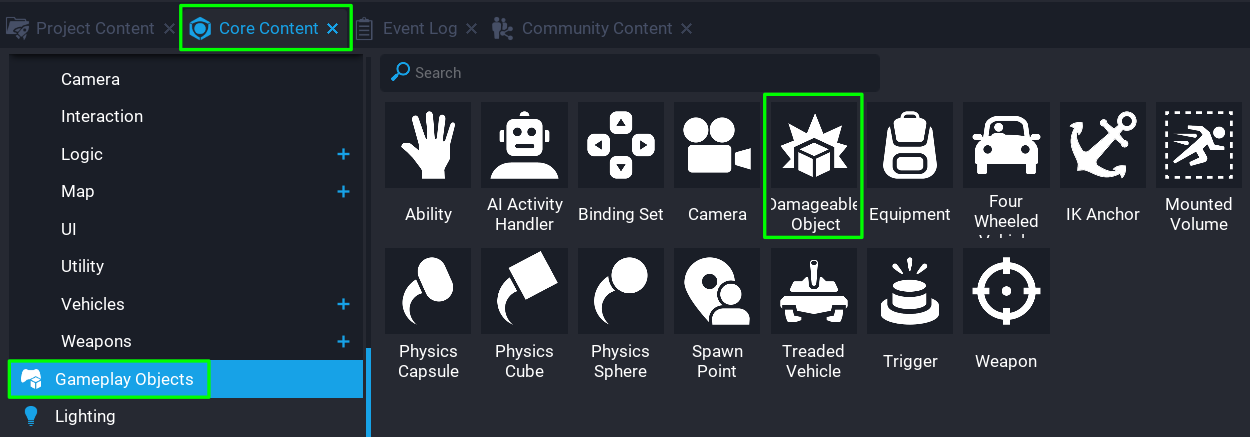 Project Content
Core Content
Event Log
Community Content
Camera
Interaction
Logic
Map
UI
Utility
Vehicles
Weapons
Gameplay Objects
Lighting
Search
Ability
AI Activity
Handler
Binding Set
Camera
Damageable
Object
Equipment
Four
Wheeled
Vehicle
IK Anchor
Mounted
Volume
Physics
Capsule
Physics
Cube
Physics
Sphere
Spawn
Point
Treaded
Vehicle
Trigger
Weapon